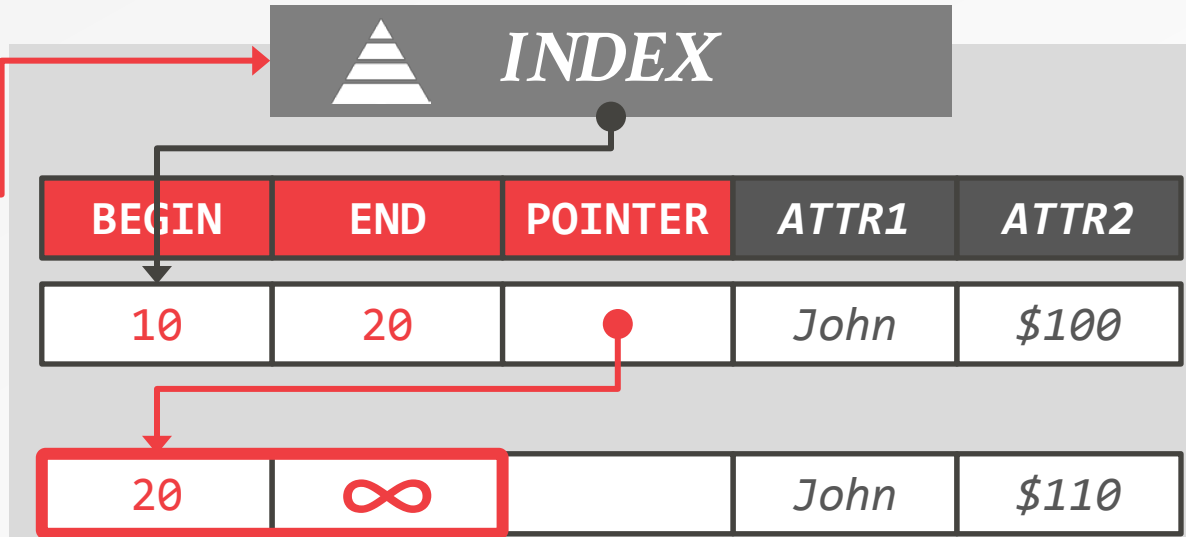 INDEX
BEGIN END POINTER ATTR1 ATTR2
10 20 John $100
20 ∞ John $110